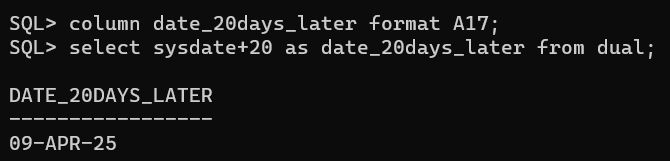 SQL> column date_20days_later format A17;
SQL> select sysdate+20 as date_20days_later from dual;
DATE_20DAYS_LATER
-----------------
09-APR-25